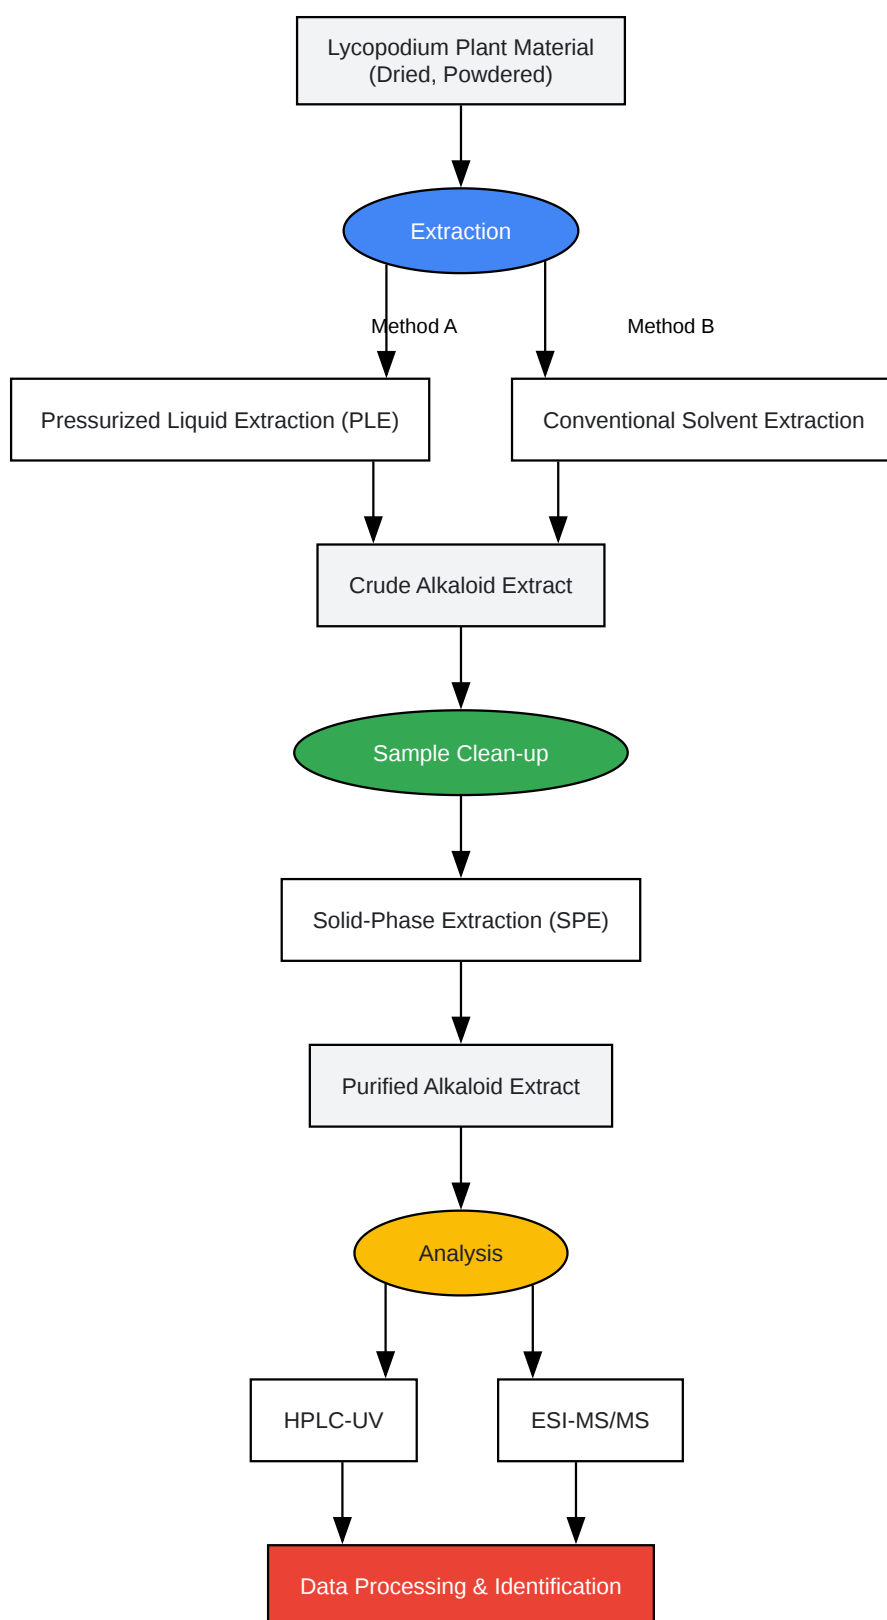 Lycopodium Plant Material
(Dried, Powdered)
Extraction
Method A
Method B
Pressurized Liquid Extraction (PLE)
Conventional Solvent Extraction
Crude Alkaloid Extract
Sample Clean-up
Solid-Phase Extraction (SPE)
Purified Alkaloid Extract
Analysis
HPLC-UV
ESI-MS/MS
Data Processing & Identification